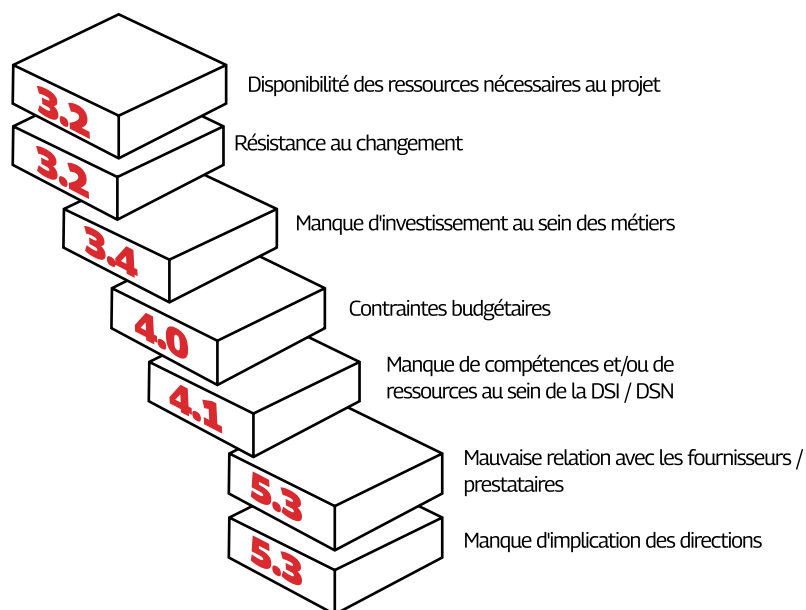 3.2
Disponibilité des ressources nécessaires au projet
3.2
Résistance au changement
3.4
Manque d'investissement au sein des métiers
4.0
Contraintes budgétaires
4.1
Manque de compétences et/ou de
ressources au sein de la DSI / DSN
5.3
Mauvaise relation avec les fournisseurs /
prestataires
5.3
Manque d'implication des directions